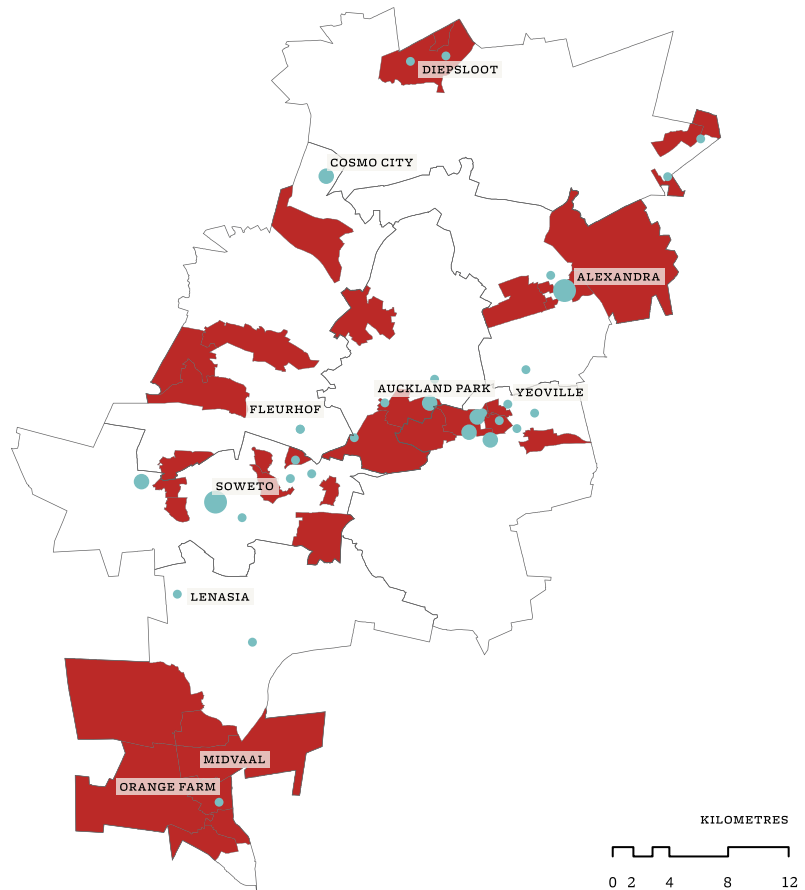 DIEPSLOOT
COSMO CITY
ALEXANDRA
AUCKLAND PARK
YEOVILLE
FLEURHOF
SOWETO
LENASIA
MIDVAAL
ORANGE FARM
KILOMETRES
0 2 4 8 12